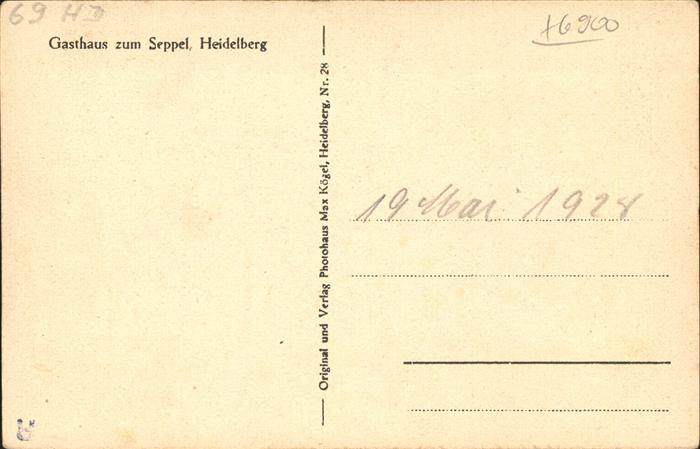 69 HD
+6900
Gasthaus zum Seppel, Heidelberg
Original und Verlag Photohaus Max Kögel, Heidelberg, Nr. 28
19 Mai 1928